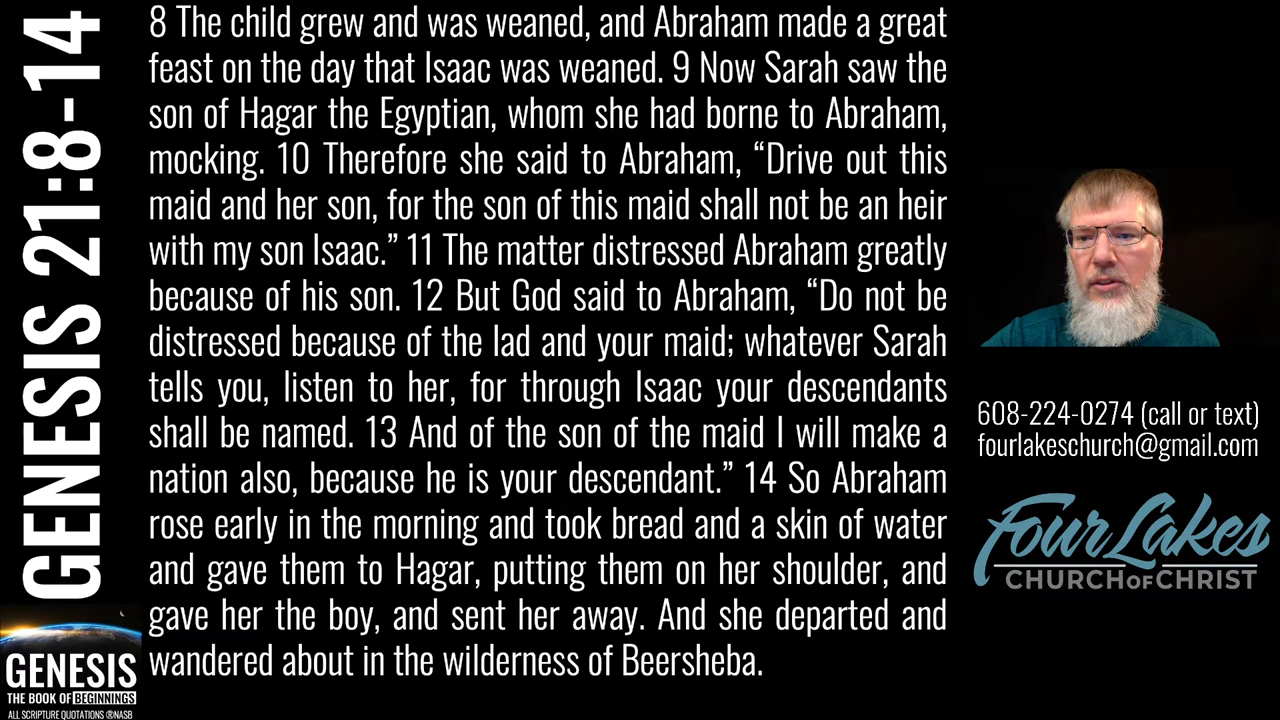 GENESIS 21:8-14
8 The child grew and was weaned, and Abraham made a great
feast on the day that Isaac was weaned. 9 Now Sarah saw the
son of Hagar the Egyptian, whom she had borne to Abraham,
mocking. 10 Therefore she said to Abraham, “Drive out this
maid and her son, for the son of this maid shall not be an heir
with my son Isaac.” 11 The matter distressed Abraham greatly
because of his son. 12 But God said to Abraham, “Do not be
distressed because of the lad and your maid; whatever Sarah
tells you, listen to her, for through Isaac your descendants
shall be named. 13 And of the son of the maid I will make a
nation also, because he is your descendant.” 14 So Abraham
rose early in the morning and took bread and a skin of water
and gave them to Hagar, putting them on her shoulder, and
gave her the boy, and sent her away. And she departed and
wandered about in the wilderness of Beersheba.
608-224-0274 (call or text)
fourlakeschurch@gmail.com
Four Lakes
CHURCH OF CHRIST
GENESIS
THE BOOK OF BEGINNINGS
ALL SCRIPTURE QUOTATIONS ®NASB